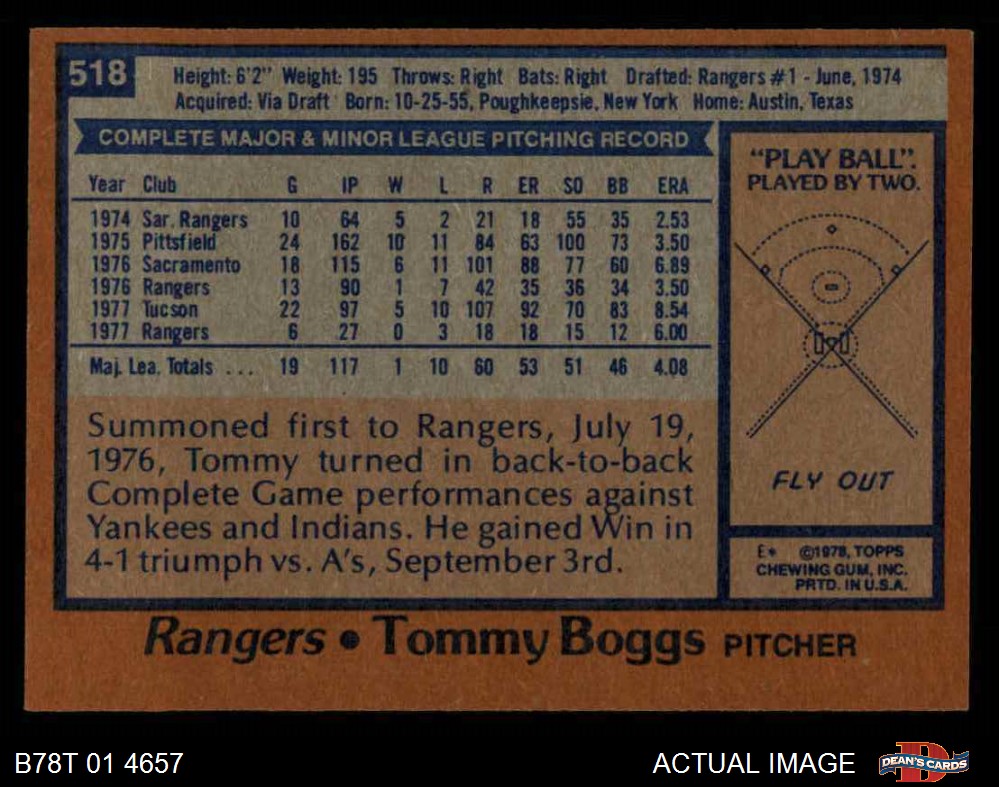 518
Height: 6'2" Weight: 195 Throws: Right Bats: Right Drafted: Rangers #1 - June, 1974
Acquired: Via Draft Born: 10-25-55, Poughkeepsie, New York Home: Austin, Texas
COMPLETE MAJOR & MINOR LEAGUE PITCHING RECORD
Year Club G IP W L R ER SO BB ERA
1974 Sar. Rangers 10 64 5 2 21 18 55 35 2.53
1975 Pittsfield 24 162 10 11 84 63 100 73 3.50
1976 Sacramento 18 115 6 11 101 88 77 60 6.89
1976 Rangers 13 90 1 7 42 35 36 34 3.50
1977 Tucson 22 97 5 10 107 92 70 83 8.54
1977 Rangers 6 27 0 3 18 18 15 12 6.00
Maj. Lea. Totals ... 19 117 1 10 60 53 51 46 4.08
Summoned first to Rangers, July 19,
1976, Tommy turned in back-to-back
Complete Game performances against
Yankees and Indians. He gained Win in
4-1 triumph vs. A's, September 3rd.
"PLAY BALL".
PLAYED BY TWO.
FLY OUT
E* ©1978, TOPPS
CHEWING GUM, INC.
PRTD. IN U.S.A.
Rangers • Tommy Boggs PITCHER
B78T 01 4657
ACTUAL IMAGE
DEAN'S CARDS